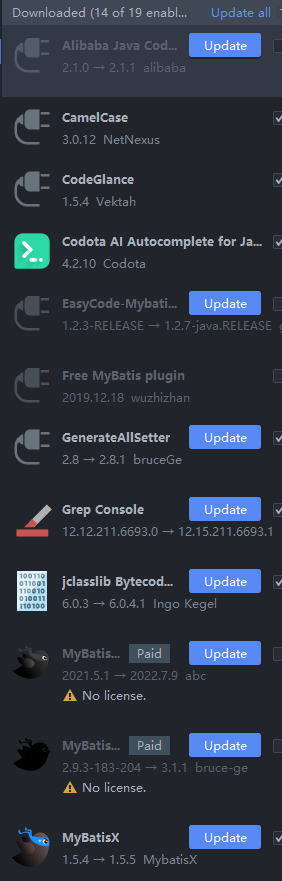 Downloaded (14 of 19 enabl... Update all
Alibaba Java Cod... Update
2.1.0 → 2.1.1 alibaba
CamelCase
3.0.12 NetNexus
CodeGlance
1.5.4 Vektah
Codota AI Autocomplete for Ja...
4.2.10 Codota
EasyCode-Mybati... Update
1.2.3-RELEASE → 1.2.7-java.RELEASE
Free MyBatis plugin
2019.12.18 wuzhizhan
GenerateAllSetter Update
2.8 → 2.8.1 bruceGe
Grep Console Update
12.12.211.6693.0 → 12.15.211.6693.1
jclasslib Bytecod... Update
6.0.3 → 6.0.4.1 Ingo Kegel
MyBatis... Paid Update
2021.5.1 → 2022.7.9 abc
No license.
MyBatis... Paid Update
2.9.3-183-204 → 3.1.1 bruce-ge
No license.
MyBatisX Update
1.5.4 → 1.5.5 MybatisX